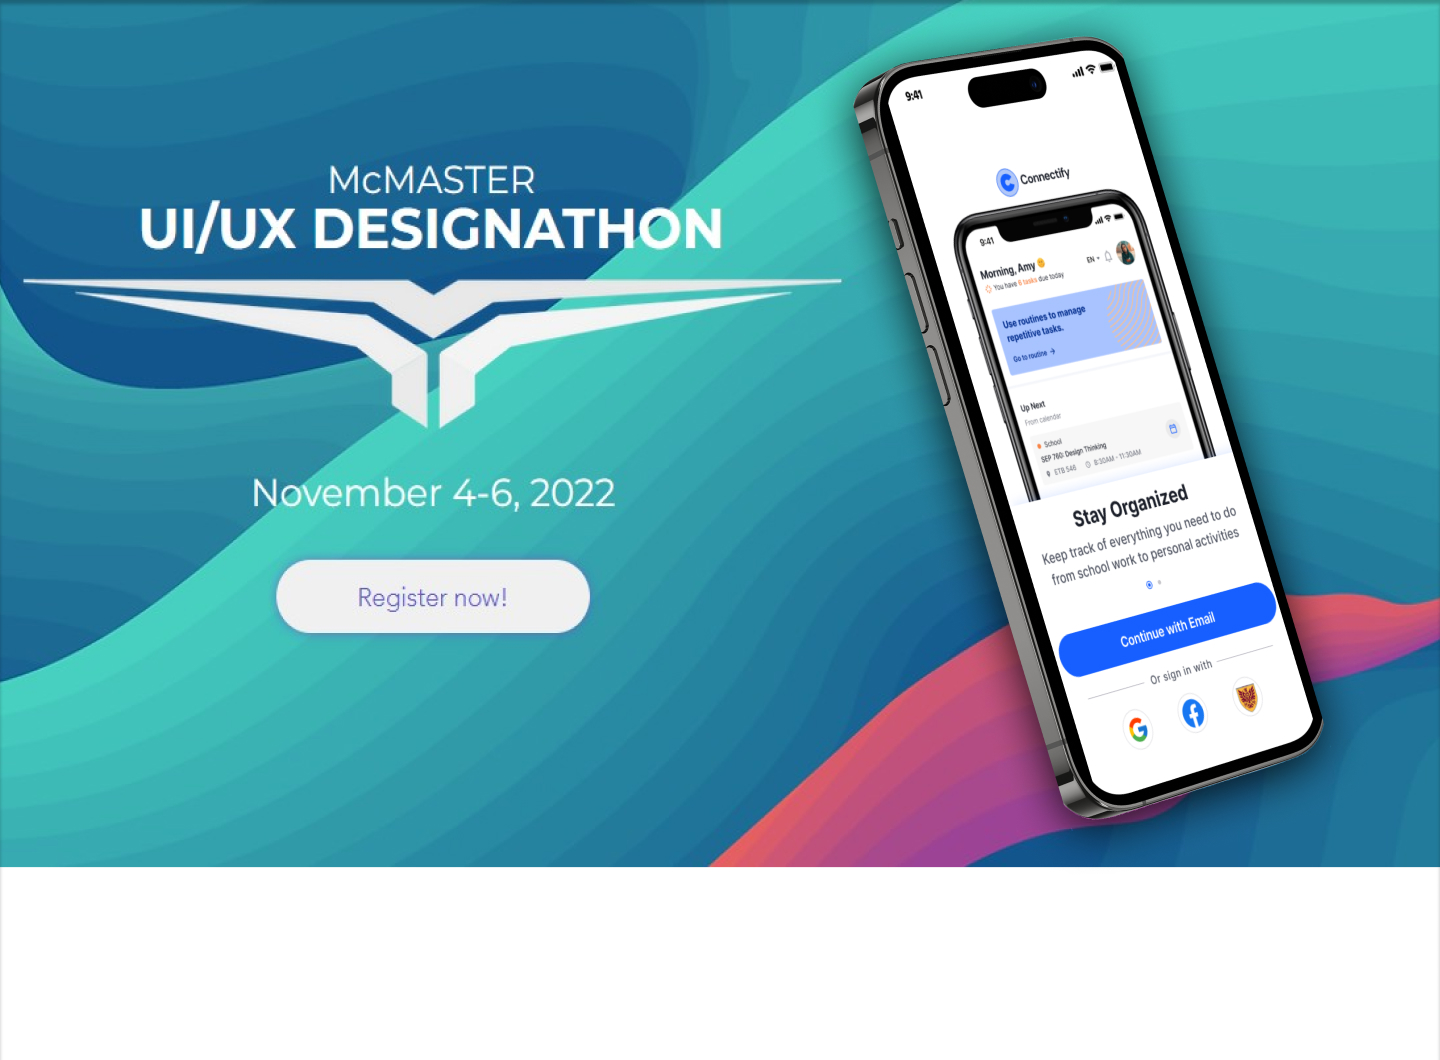 McMASTER
UI/UX DESIGNATHON
November 4-6, 2022
Register now!
9:41
Connectify
9:41
Morning, Amy
EN
You have 6 tasks due today
Use routines to manage
repetitive tasks.
Go to routine →
Up Next
From calendar
School
SEP 760: Design Thinking
ETB 546 8:30AM - 11:30AM
Stay Organized
Keep track of everything you need to do
from school work to personal activities
Continue with Email
Or sign in with